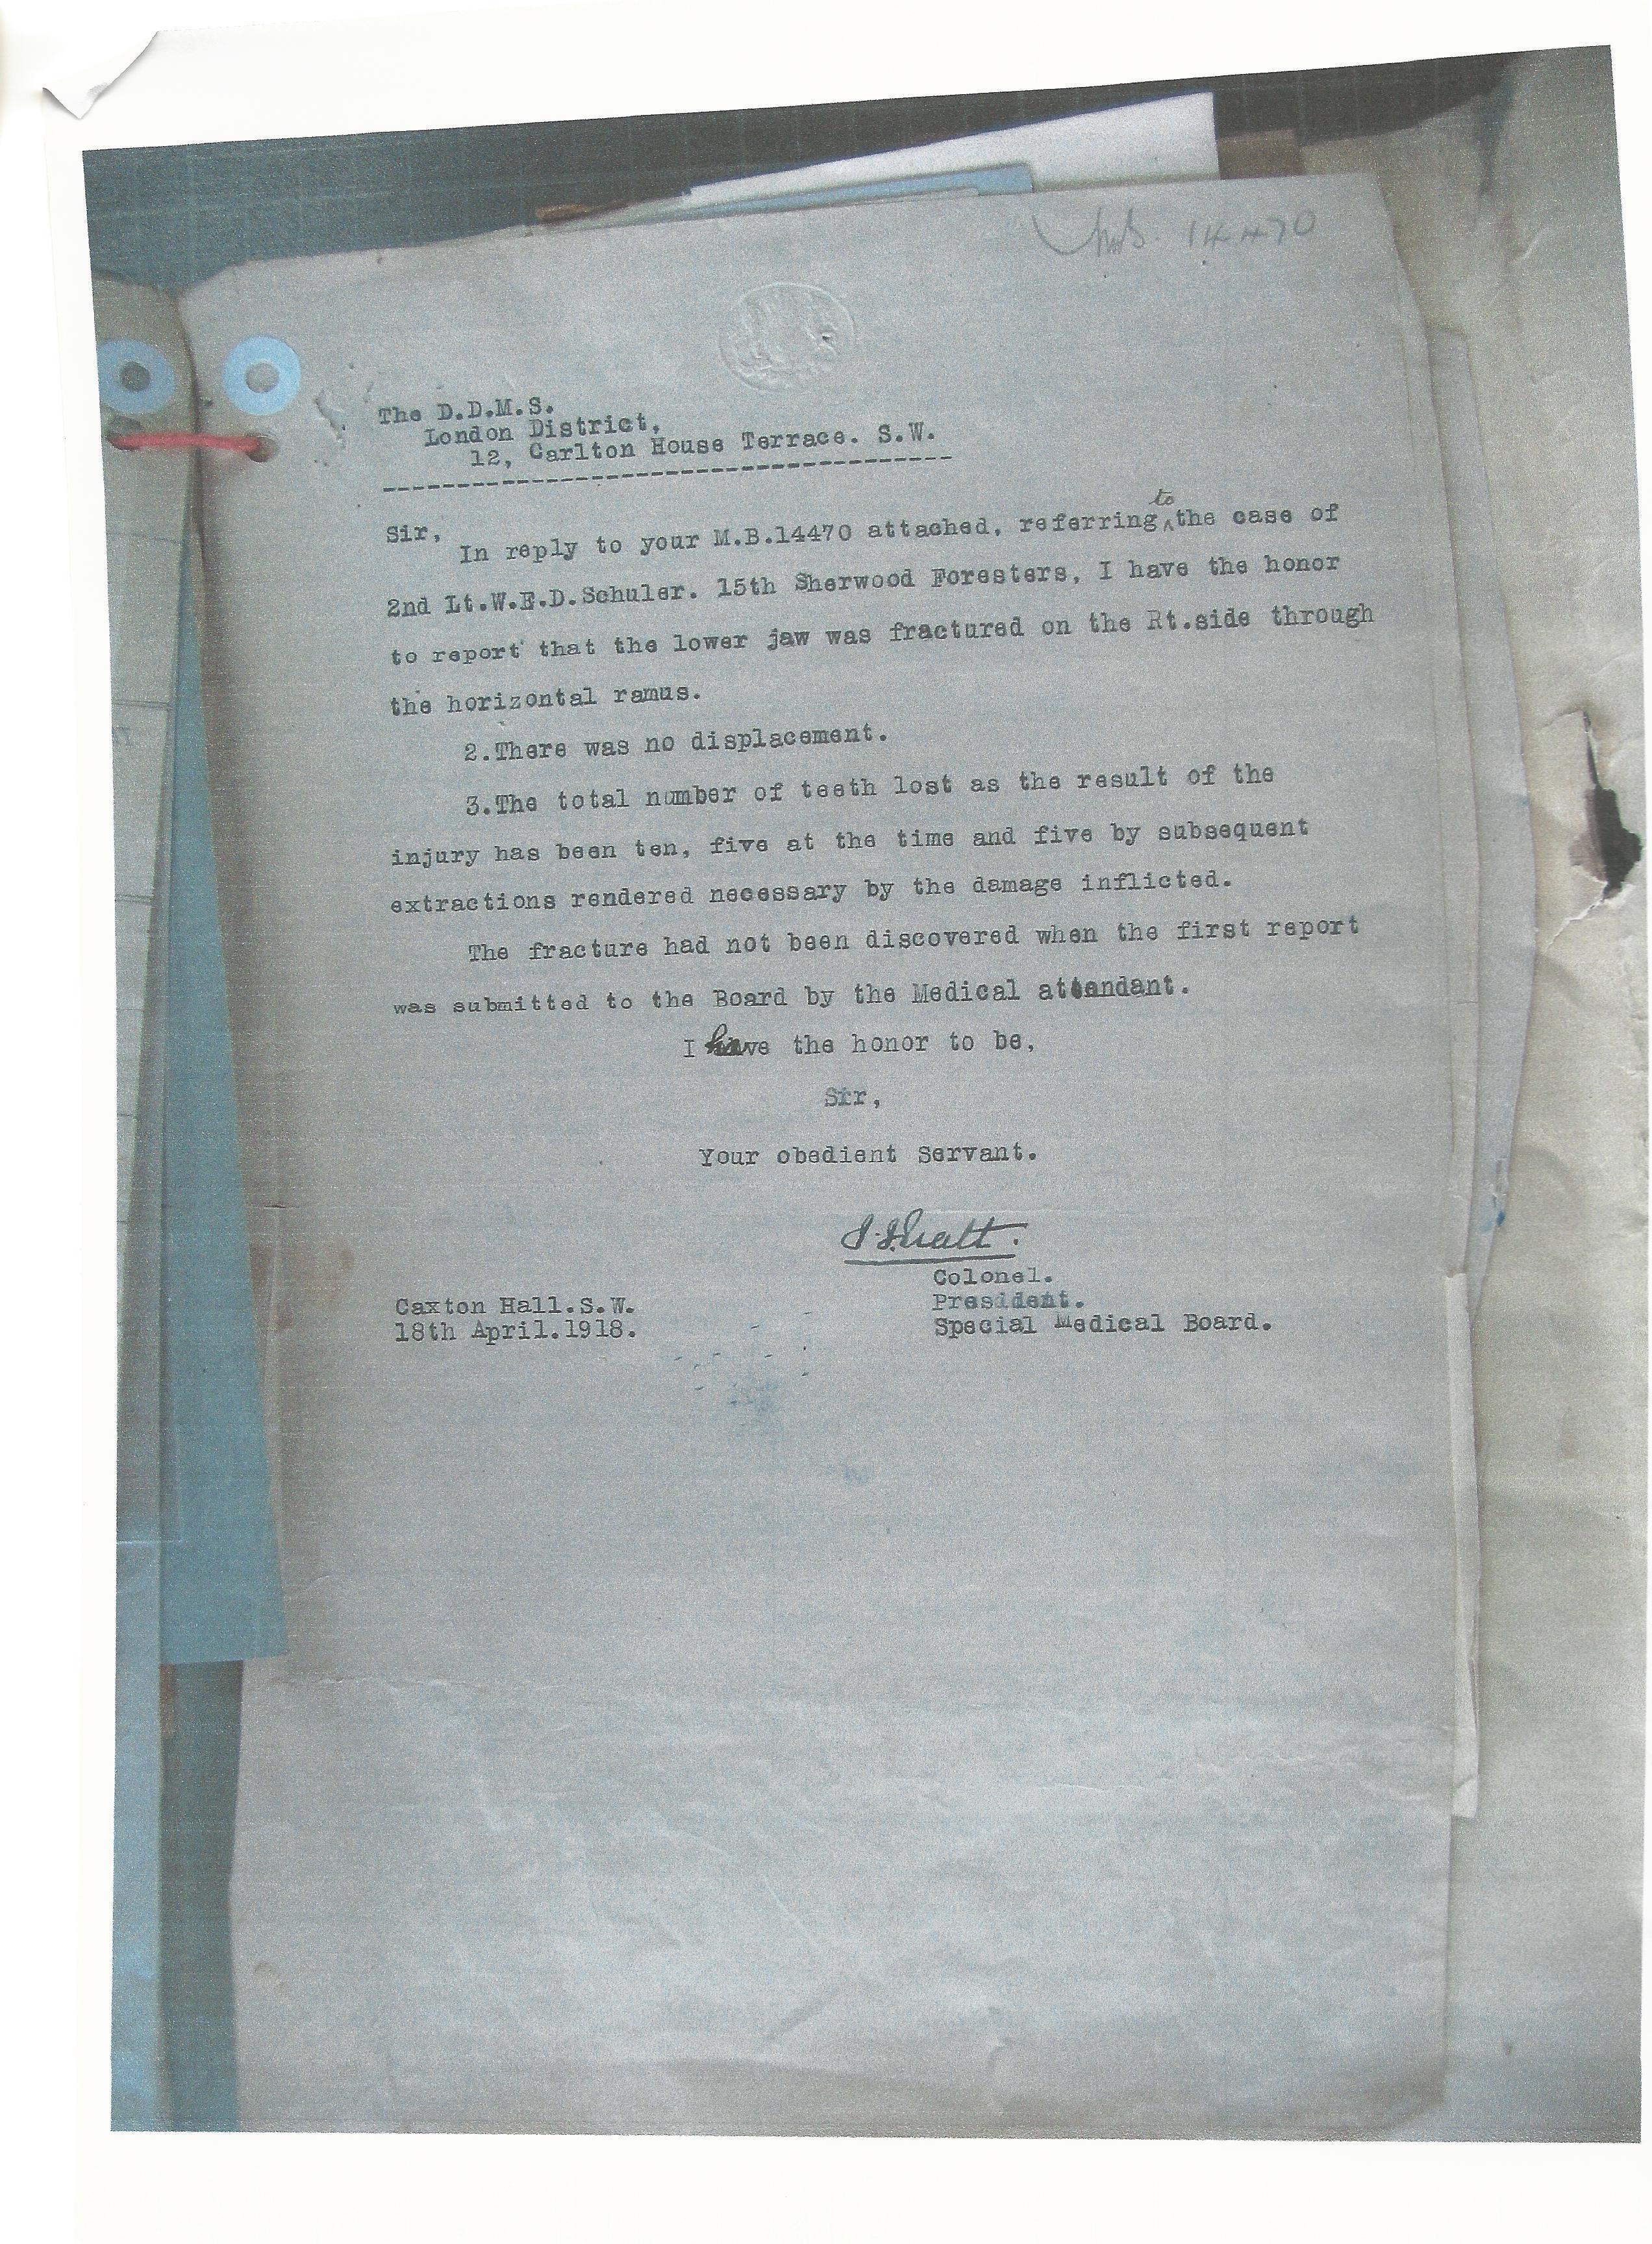 14470
The D.D.M.S.
London District,
12, Carlton House Terrace. S.W.
Sir,
In reply to your M.B.14470 attached, referring to the case of
2nd Lt.W.E.D.Schuler. 15th Sherwood Foresters, I have the honor
to report that the lower jaw was fractured on the Rt.side through
the horizontal ramus.
2.There was no displacement.
3.The total number of teeth lost as the result of the
injury has been ten, five at the time and five by subsequent
extractions rendered necessary by the damage inflicted.
The fracture had not been discovered when the first report
was submitted to the Board by the Medical attendant.
I have the honor to be,
Sir,
Your obedient Servant.
Colonel.
President.
Special Medical Board.
Caxton Hall.S.W.
18th April.1918.